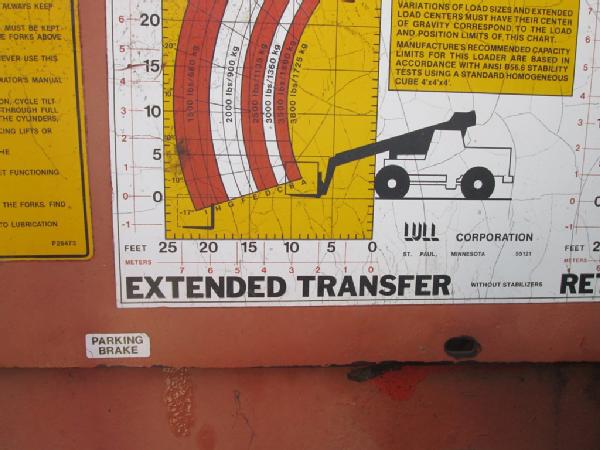 ALWAYS KEEP
MUST BE KEPT
THE FORKS ABOVE
NEVER USE THIS
RATOR'S MANUAL
ON, CYCLE TILT
THROUGH FULL
THE CYLINDERS.
CING LIFTS OR
HE
ET FUNCTIONING
THE FORKS. FIND
TO LUBRICATION
P28473
VARIATIONS OF LOAD SIZES AND EXTENDED
LOAD CENTERS MUST HAVE THEIR CENTER
OF GRAVITY CORRESPOND, TO THE LOAD
AND POSITION LIMITS OF THIS CHART.
MANUFACTURE'S RECOMMENDED CAPACITY
LIMITS FOR THIS LOADER ARE BASED IN
ACCORDANCE WITH ANSI B56.6 STABILITY
TESTS USING A STANDARD HOMOGENEOUS
CUBE 4'x4'x4'.
6 20
5
15
4
3 10
2
5
1
0 0
-1
1500 lbs/680 kg
2000 lbs/900 kg
2500 lbs/1135 kg
3000 lbs/1360 kg
3800 lbs/1725 kg
I H G F E D C B A
FEET 25 20 15 10 5 0
METERS 7 6 5 4 3 2 1 0
LULL CORPORATION
ST. PAUL, MINNESOTA 55121
EXTENDED TRANSFER WITHOUT STABILIZERS
FEET 2
METERS
RET
PARKING
BRAKE